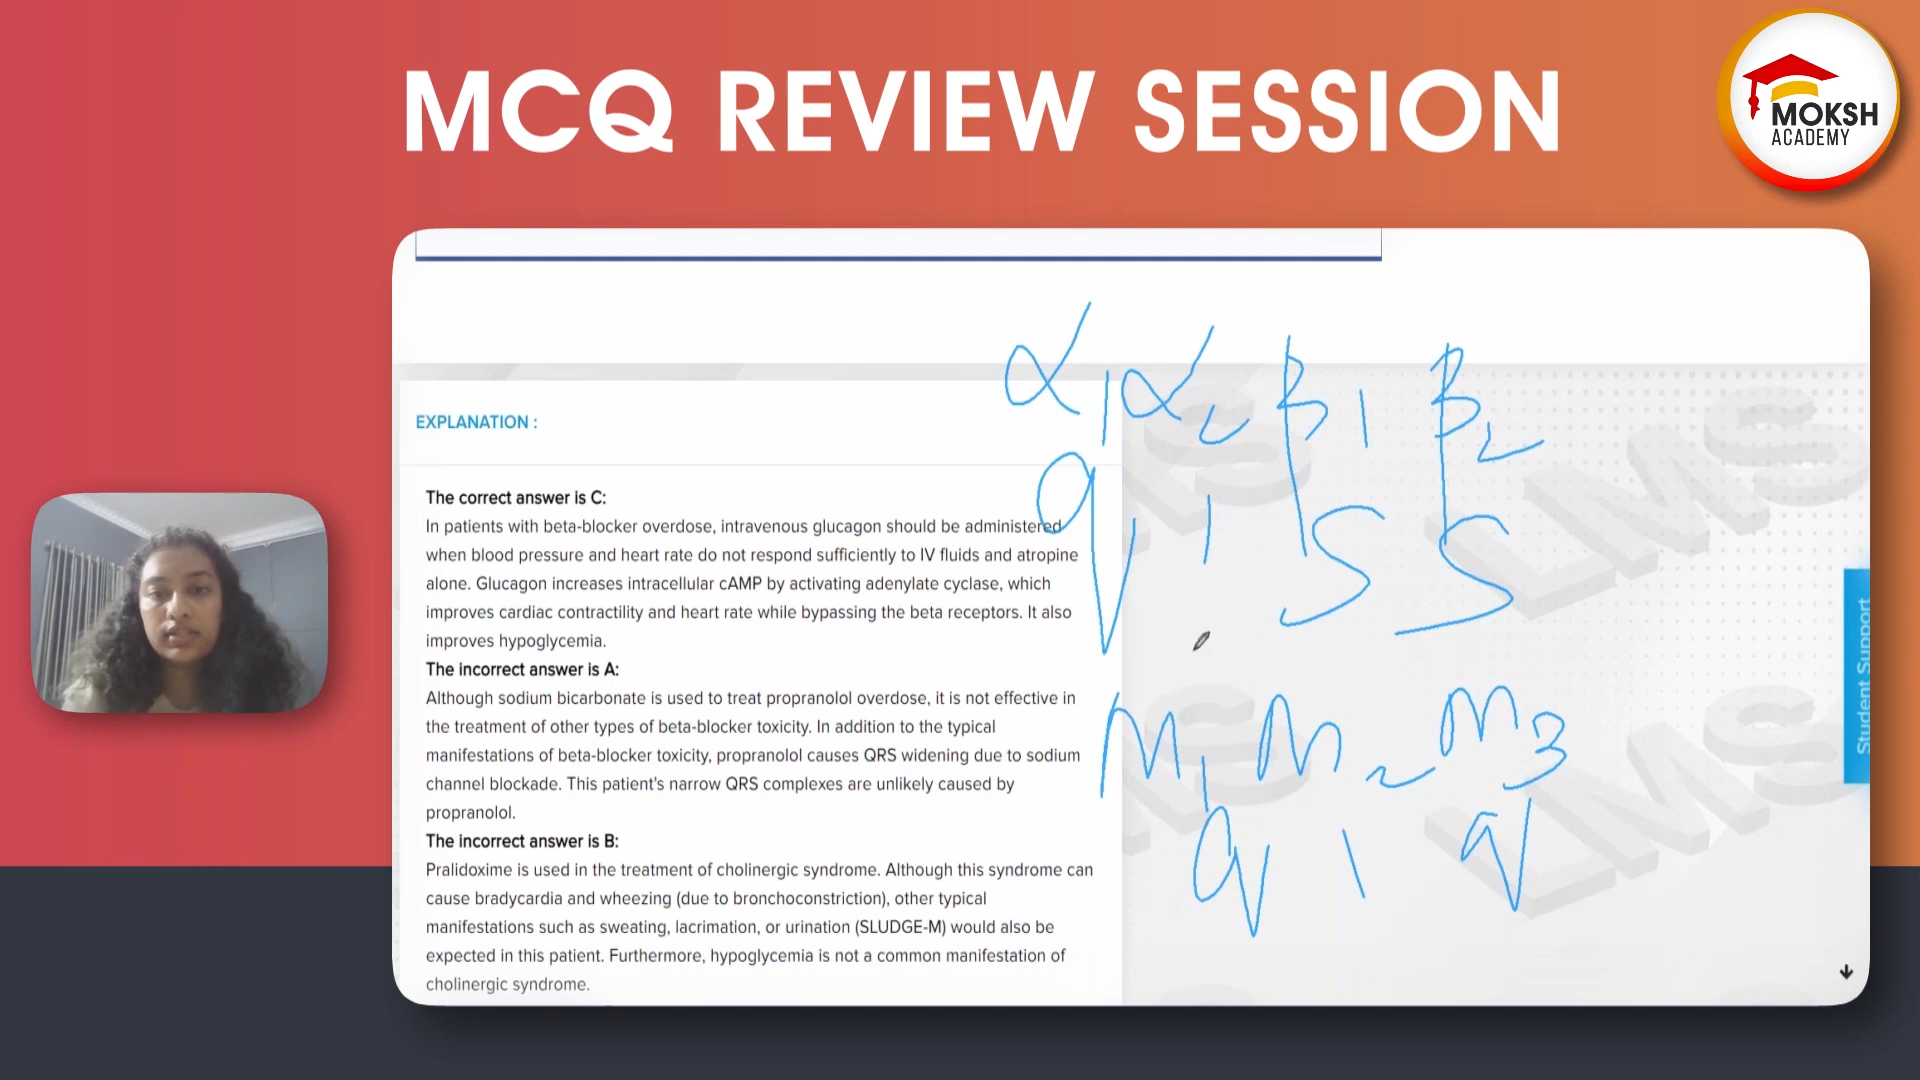 MCQ REVIEW SESSION
MOKSH
ACADEMY
EXPLANATION :
The correct answer is C:
In patients with beta-blocker overdose, intravenous glucagon should be administered
when blood pressure and heart rate do not respond sufficiently to IV fluids and atropine
alone. Glucagon increases intracellular cAMP by activating adenylate cyclase, which
improves cardiac contractility and heart rate while bypassing the beta receptors. It also
improves hypoglycemia.
The incorrect answer is A:
Although sodium bicarbonate is used to treat propranolol overdose, it is not effective in
the treatment of other types of beta-blocker toxicity. In addition to the typical
manifestations of beta-blocker toxicity, propranolol causes QRS widening due to sodium
channel blockade. This patient's narrow QRS complexes are unlikely caused by
propranolol.
The incorrect answer is B:
Pralidoxime is used in the treatment of cholinergic syndrome. Although this syndrome can
cause bradycardia and wheezing (due to bronchoconstriction), other typical
manifestations such as sweating, lacrimation, or urination (SLUDGE-M) would also be
expected in this patient. Furthermore, hypoglycemia is not a common manifestation of
cholinergic syndrome.
α1 α2 β1 β2
q i s s
M1 M2 M3
q i q
LMS
LMS
LMS
LMS
Student Support